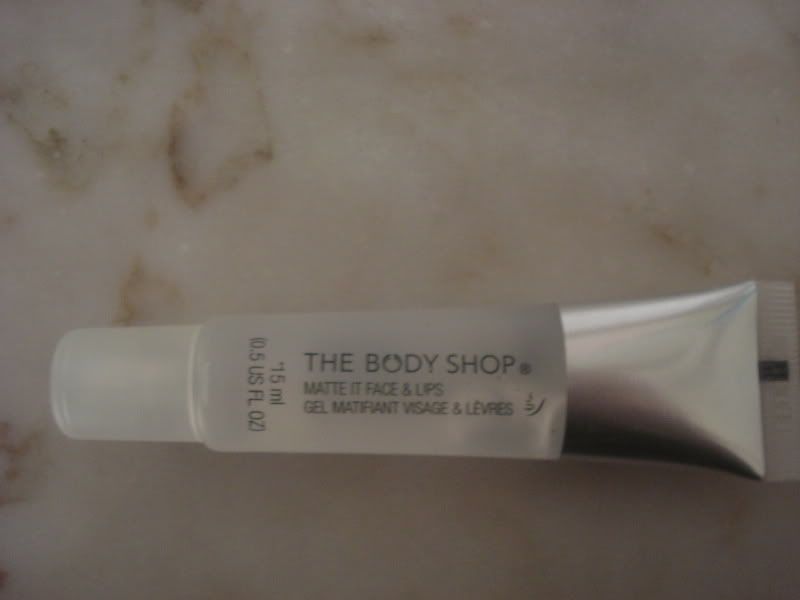 THE BODY SHOP®
MATTE IT FACE & LIPS
GEL MATIFIANT VISAGE & LÈVRES
*15 ml
(0.5 US FL. OZ)